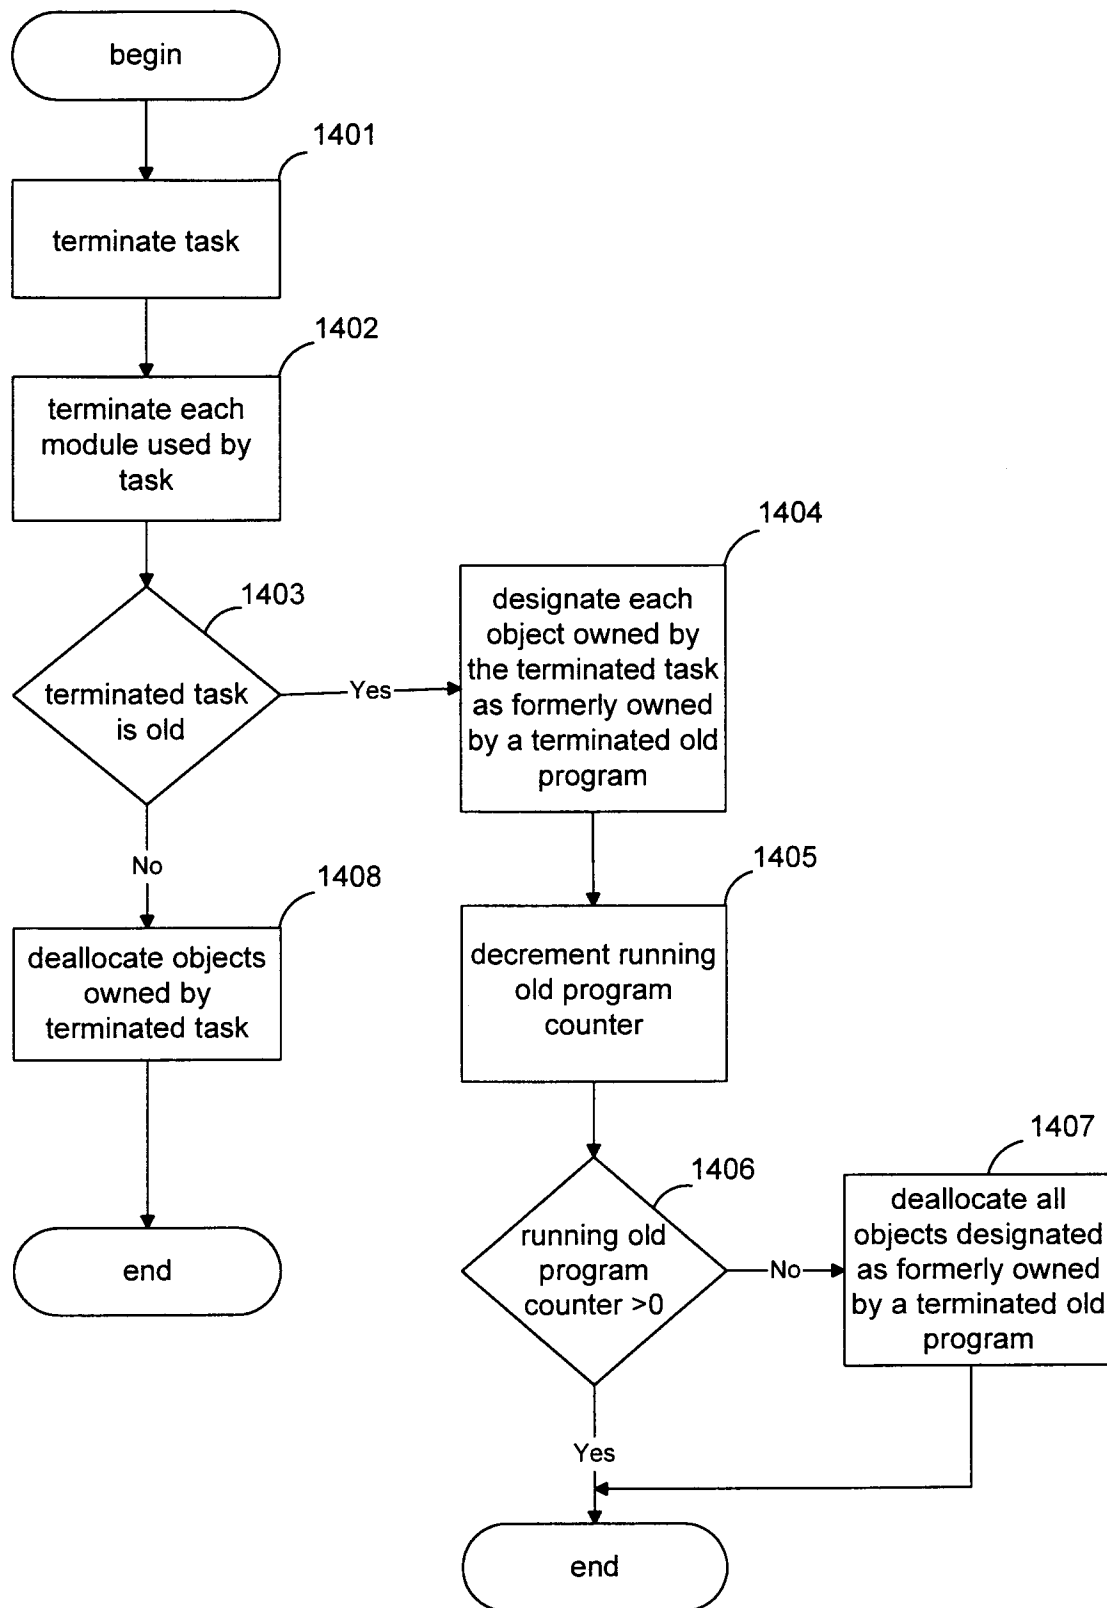 begin
1401
terminate task
1402
terminate each
module used by
task
1403
terminated task
is old
Yes
No
1404
designate each
object owned by
the terminated task
as formerly owned
by a terminated old
program
1405
decrement running
old program
counter
1406
running old
program
counter >0
No
Yes
1407
deallocate all
objects designated
as formerly owned
by a terminated old
program
end
1408
deallocate objects
owned by
terminated task
end